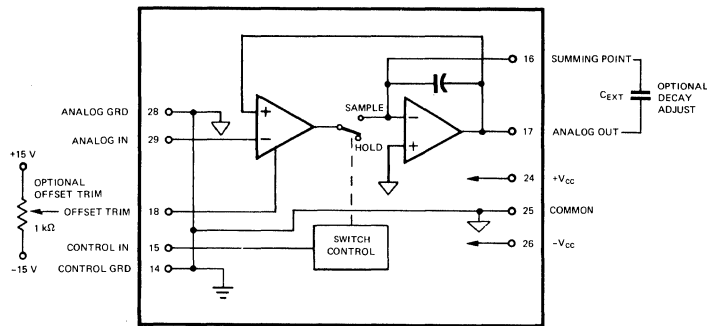 16 SUMMING POINT
C_EXT
OPTIONAL
DECAY
ADJUST
SAMPLE
HOLD
ANALOG GRD 28
ANALOG IN 29
+
−
−
+
17 ANALOG OUT
+15 V
OPTIONAL
OFFSET TRIM
1 kΩ
−15 V
OFFSET TRIM 18
CONTROL IN 15
CONTROL GRD 14
SWITCH
CONTROL
24 +Vcc
25 COMMON
26 −Vcc